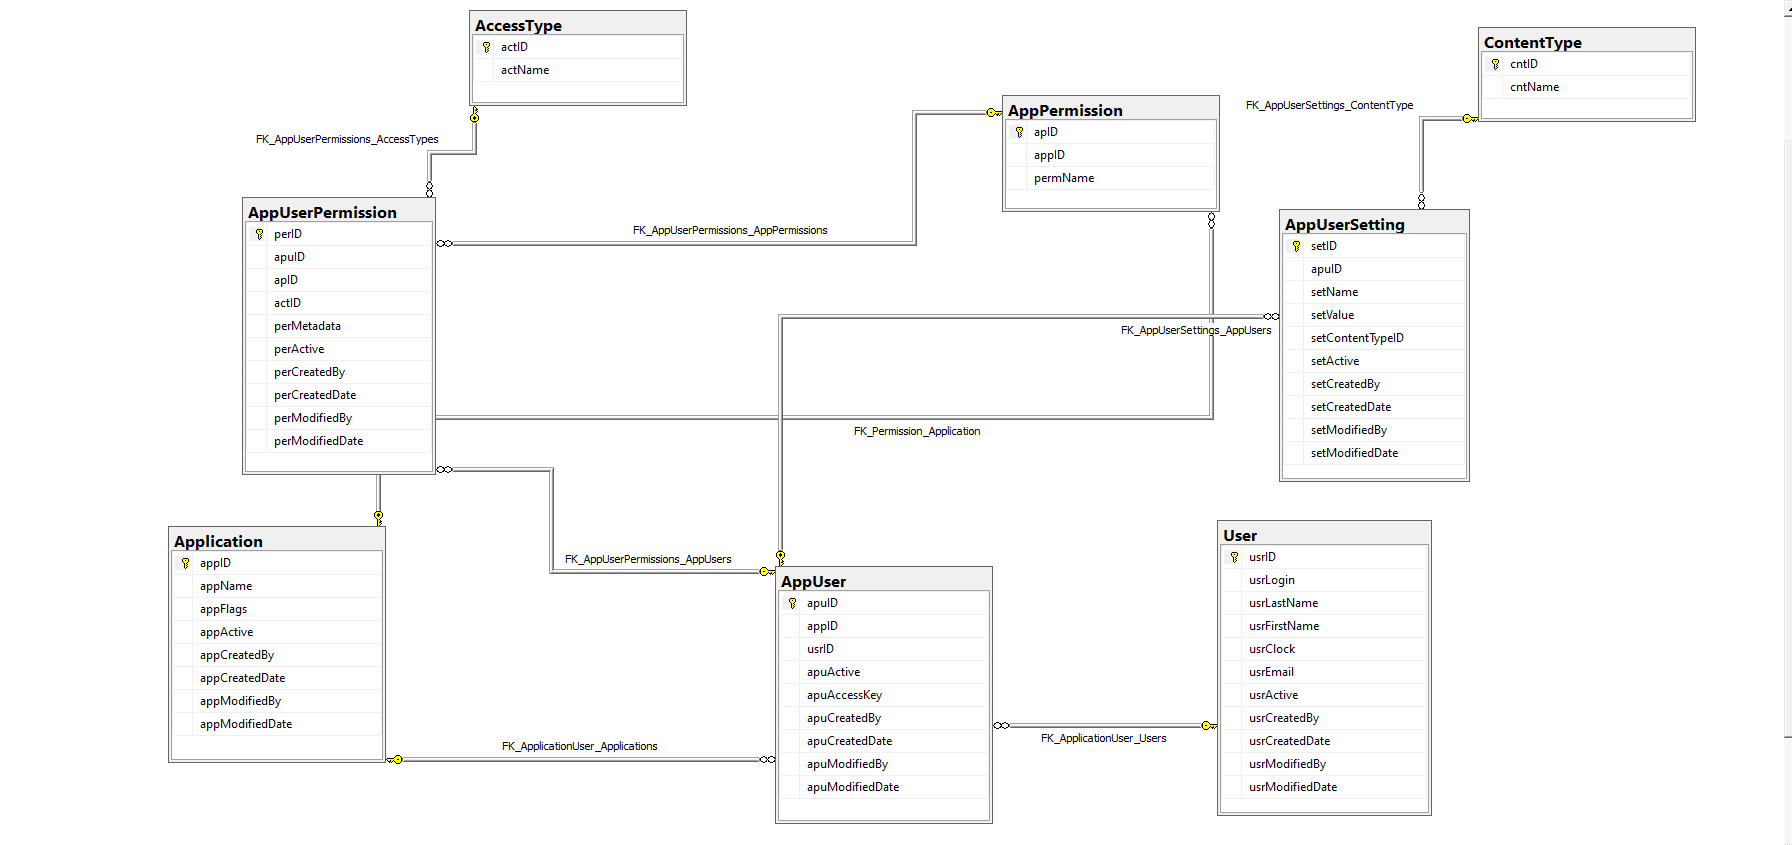 AccessType
actID
actName
ContentType
cntID
cntName
FK_AppUserSettings_ContentType
AppPermission
apID
appID
permName
FK_AppUserPermissions_AccessTypes
AppUserPermission
perID
apuID
apID
actID
perMetadata
perActive
perCreatedBy
perCreatedDate
perModifiedBy
perModifiedDate
FK_AppUserPermissions_AppPermissions
AppUserSetting
setID
apuID
setName
setValue
setContentTypeID
setActive
setCreatedBy
setCreatedDate
setModifiedBy
setModifiedDate
FK_AppUserSettings_AppUsers
FK_Permission_Application
Application
appID
appName
appFlags
appActive
appCreatedBy
appCreatedDate
appModifiedBy
appModifiedDate
FK_AppUserPermissions_AppUsers
AppUser
apuID
appID
usrID
apuActive
apuAccessKey
apuCreatedBy
apuCreatedDate
apuModifiedBy
apuModifiedDate
User
usrID
usrLogin
usrLastName
usrFirstName
usrClock
usrEmail
usrActive
usrCreatedBy
usrCreatedDate
usrModifiedBy
usrModifiedDate
FK_ApplicationUser_Applications
FK_ApplicationUser_Users